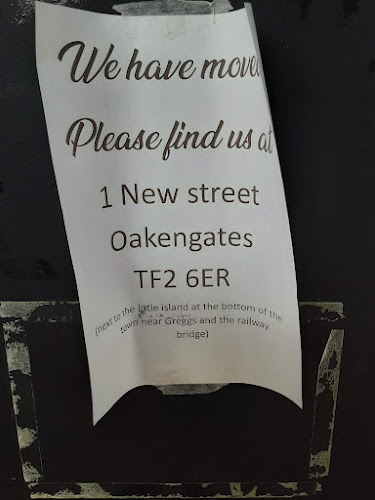 We have moved
Please find us at
1 New street
Oakengates
TF2 6ER
(next to the little island at the bottom of the
town near Greggs and the railway
bridge)